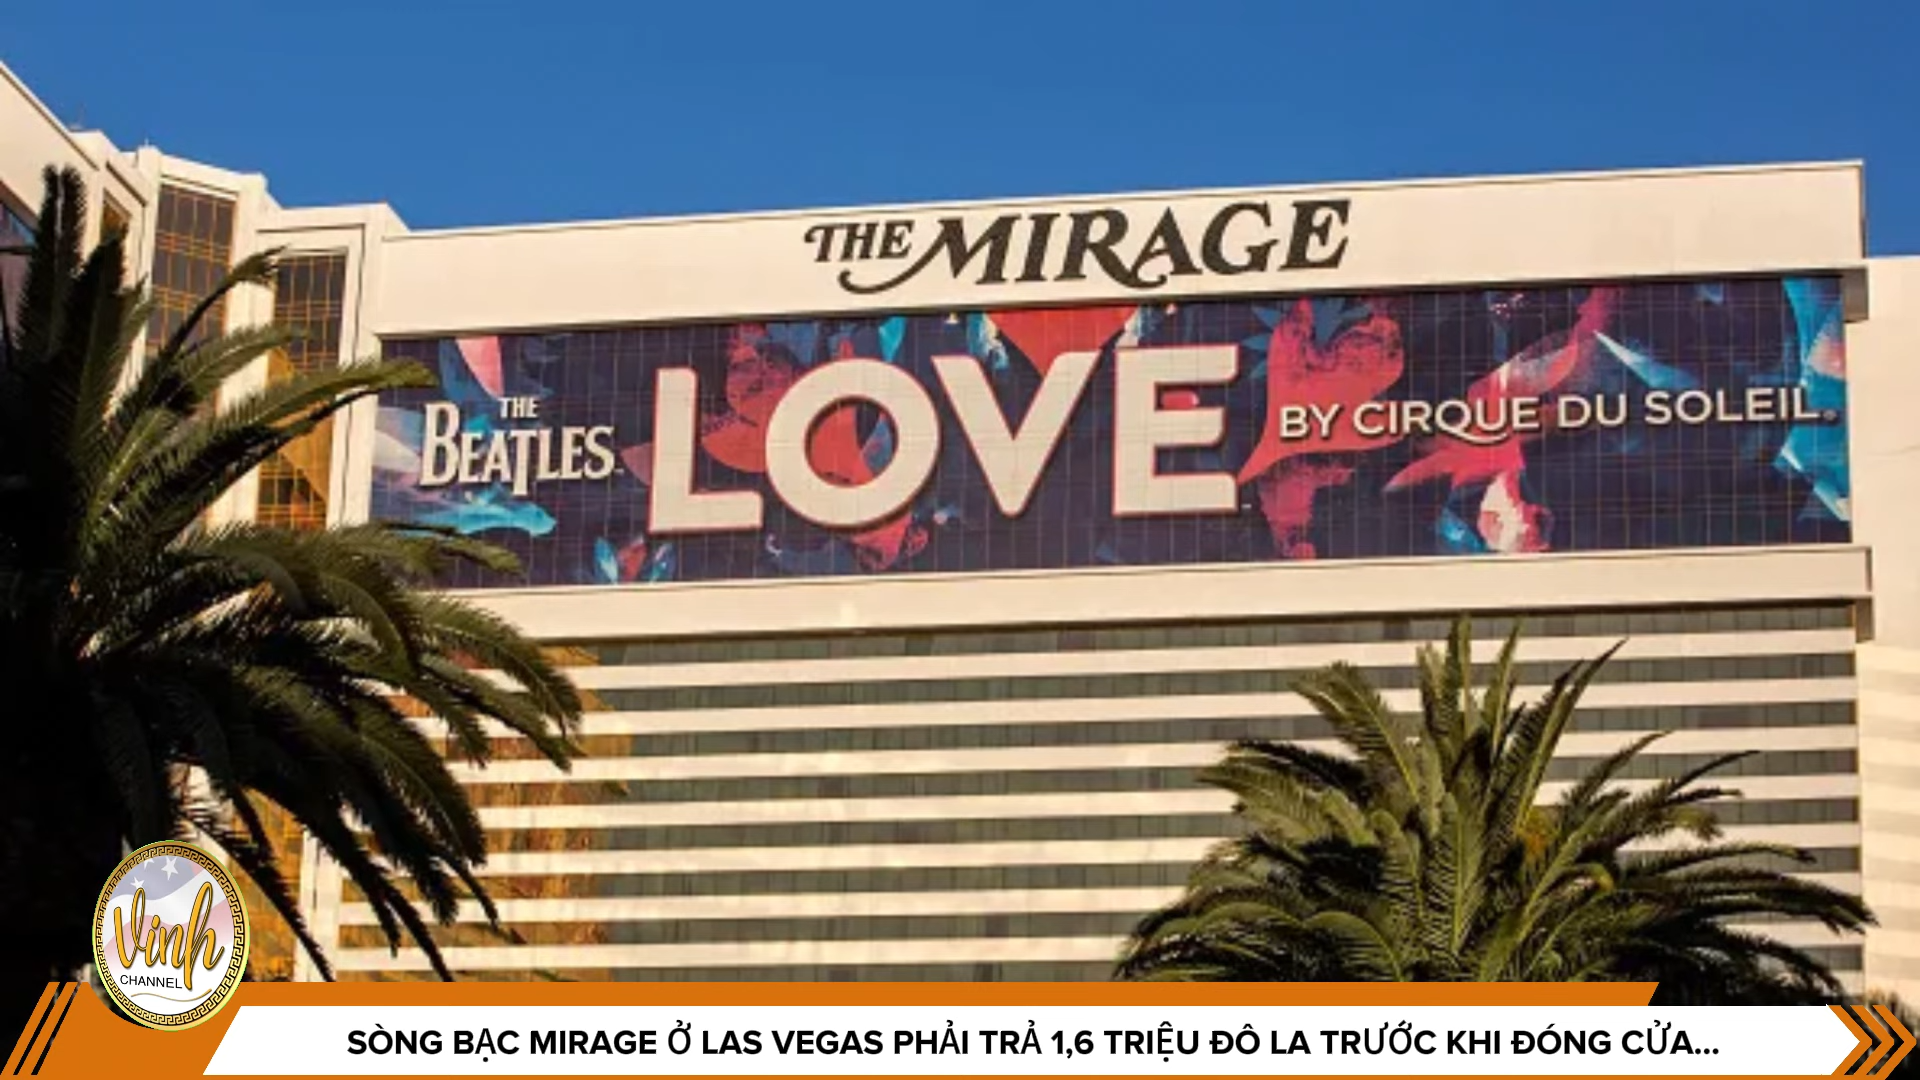 THE MIRAGE
THE
BEATLES
LOVE
BY CIRQUE DU SOLEIL
Vinh
CHANNEL
SÒNG BẠC MIRAGE Ở LAS VEGAS PHẢI TRẢ 1,6 TRIỆU ĐÔ LA TRƯỚC KHI ĐÓNG CỬA...